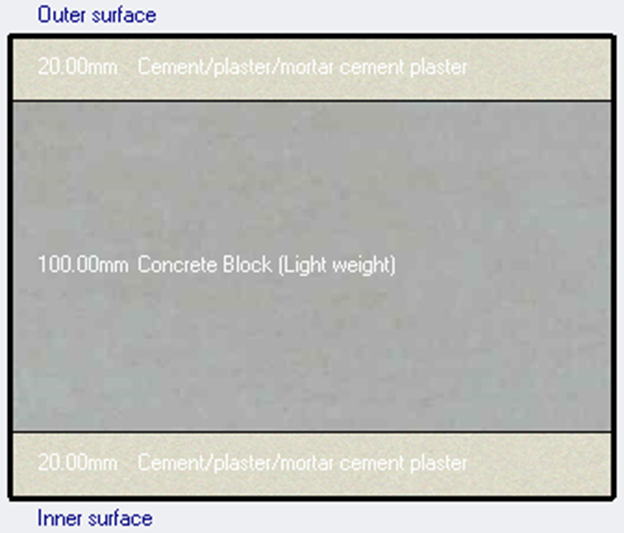 Outer surface
20.00mm Cement/plaster/mortar cement plaster
100.00mm Concrete Block (Light weight)
20.00mm Cement/plaster/mortar cement plaster
Inner surface